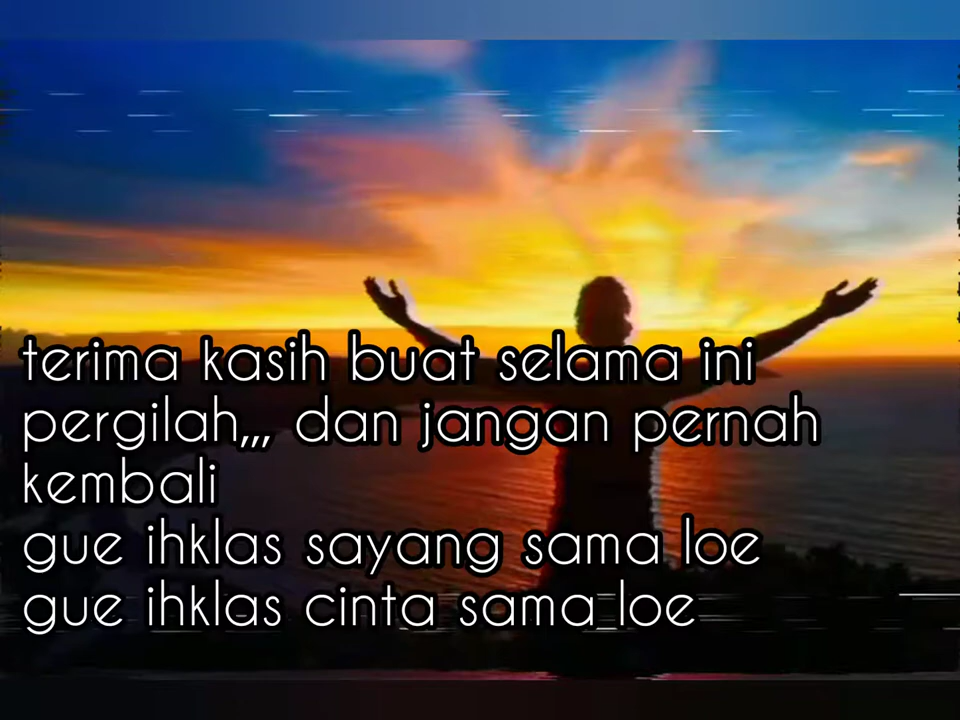 terima kasih buat selama ini
pergilah,,, dan jangan pernah
kembali
gue ihklas sayang sama loe
gue ihklas cinta sama loe